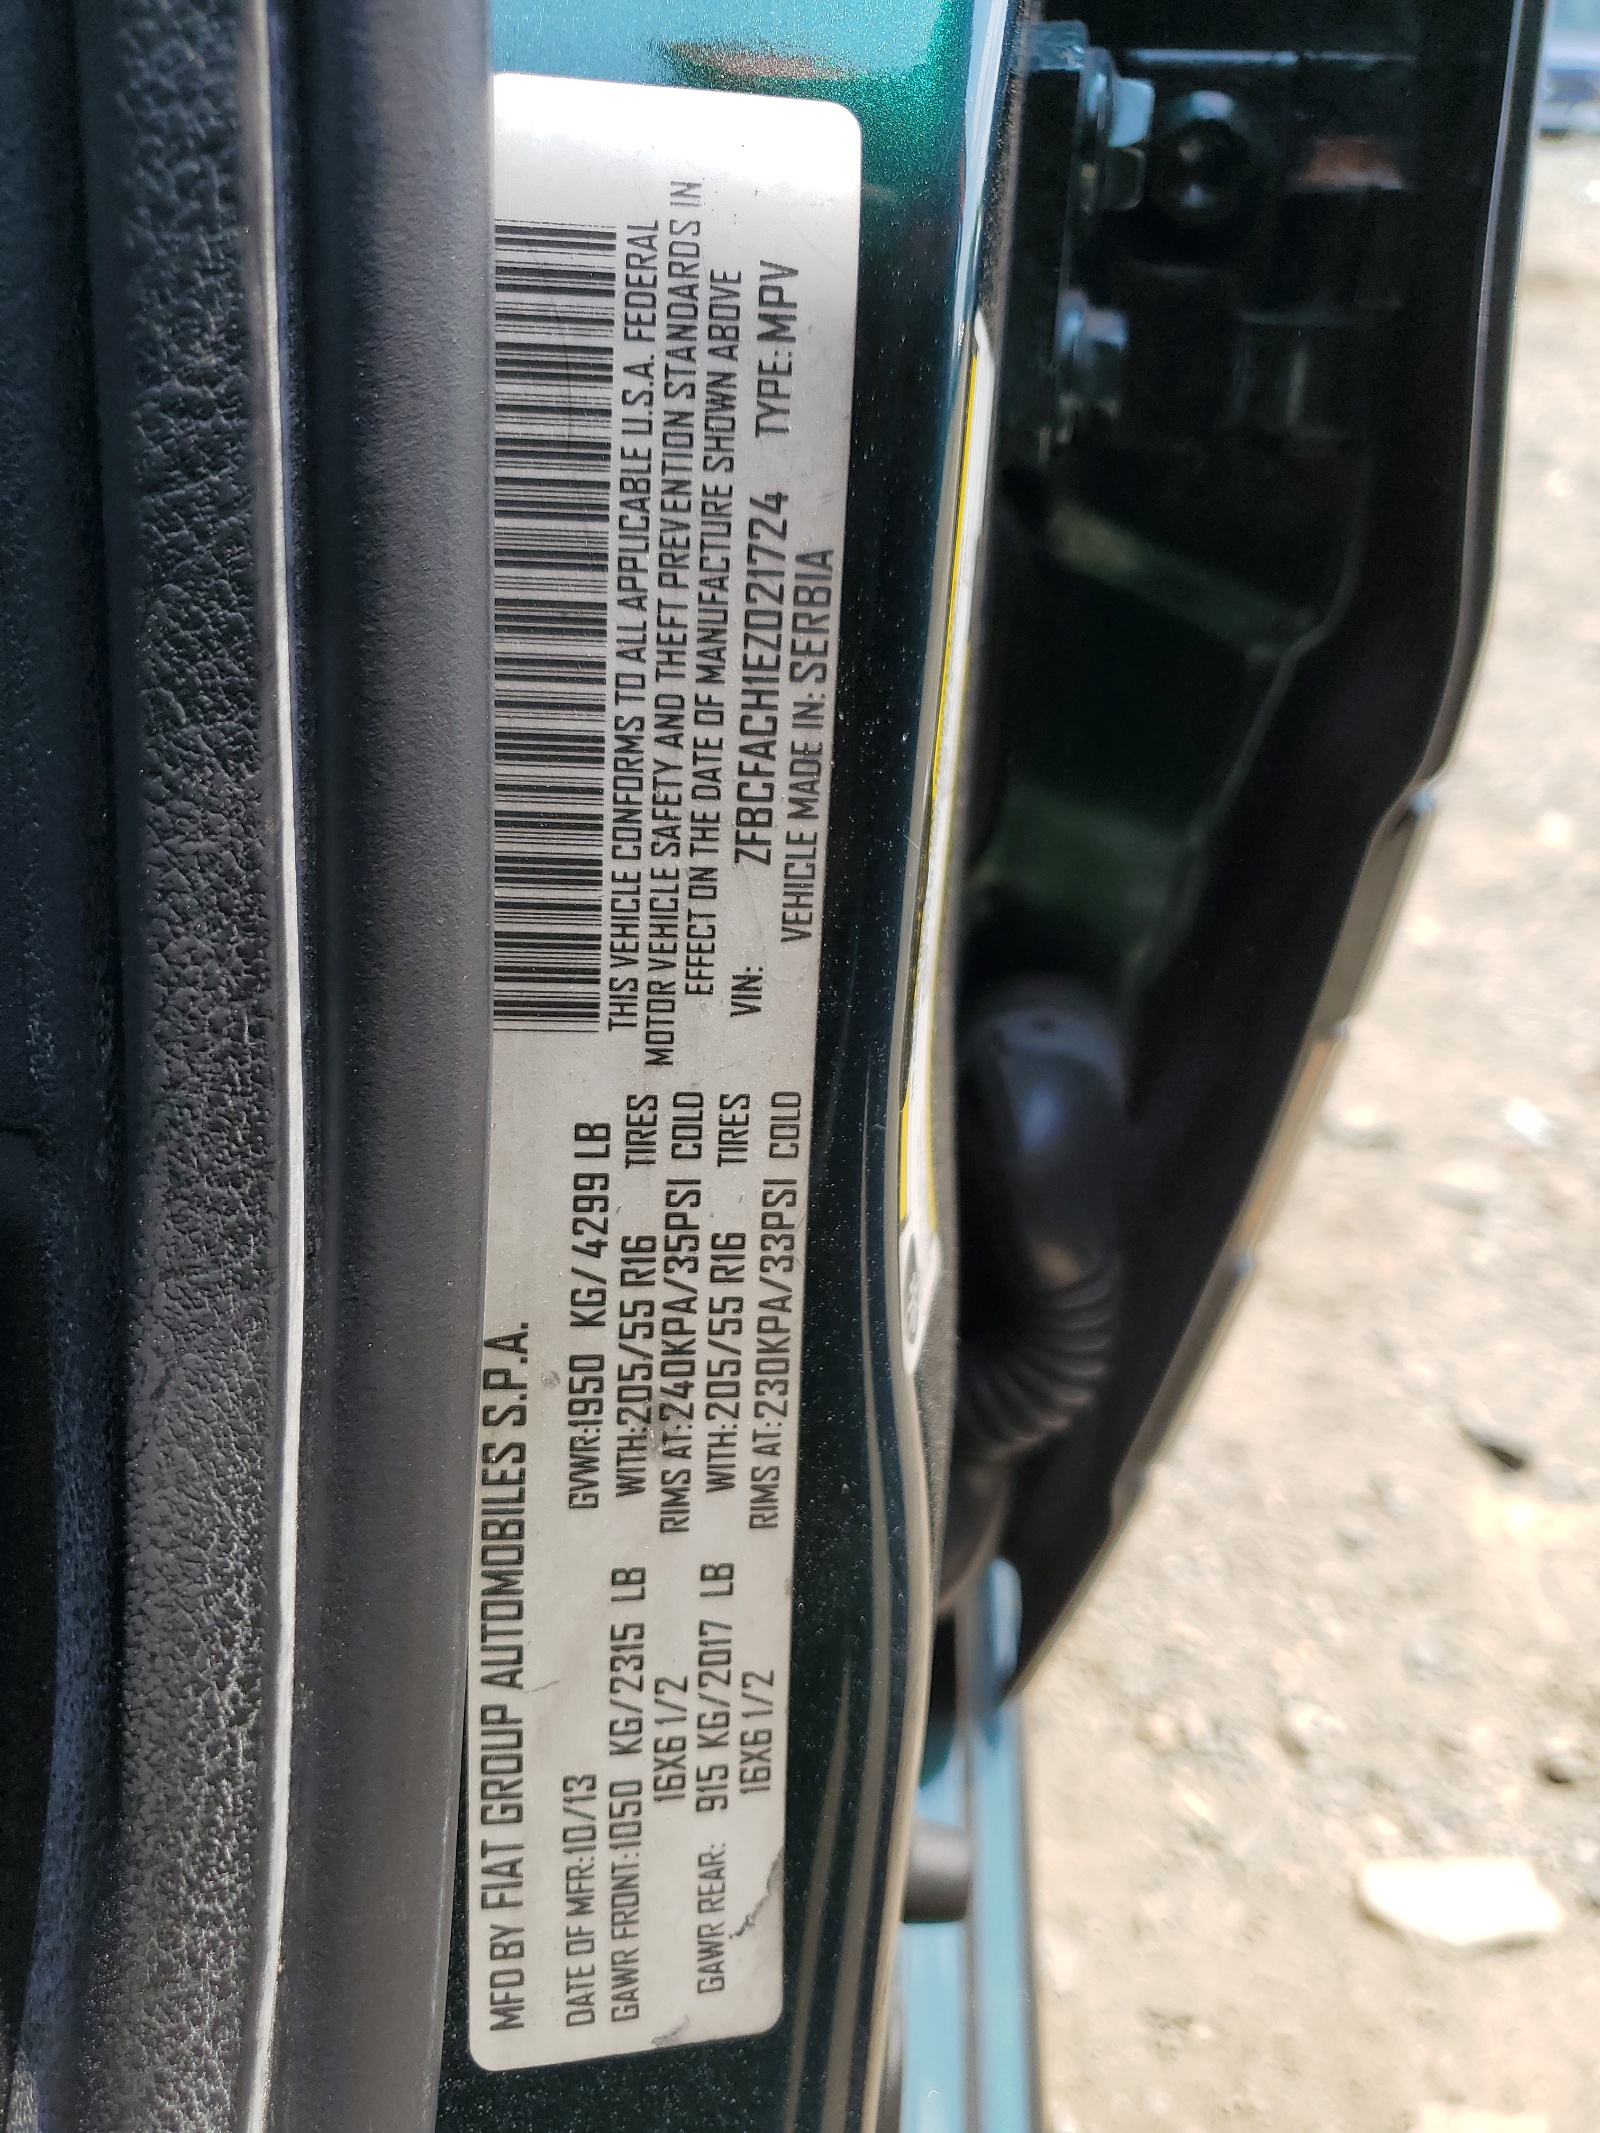 MFD BY FIAT GROUP AUTOMOBILES S.P.A.
DATE OF MFR:10/13 GVWR:1950 KG/4299 LB
GAWR FRONT:1050 KG/2315 LB WITH:205/55 R16 TIRES
16X6 1/2 RIMS AT:240KPA/35PSI COLD
GAWR REAR: 915 KG/2017 LB WITH:205/55 R16 TIRES
16X6 1/2 RIMS AT:230KPA/33PSI COLD
THIS VEHICLE CONFORMS TO ALL APPLICABLE U.S.A. FEDERAL
MOTOR VEHICLE SAFETY AND THEFT PREVENTION STANDARDS IN
EFFECT ON THE DATE OF MANUFACTURE SHOWN ABOVE
VIN: ZFBCFACH1EZ021724 TYPE:MPV
VEHICLE MADE IN: SERBIA